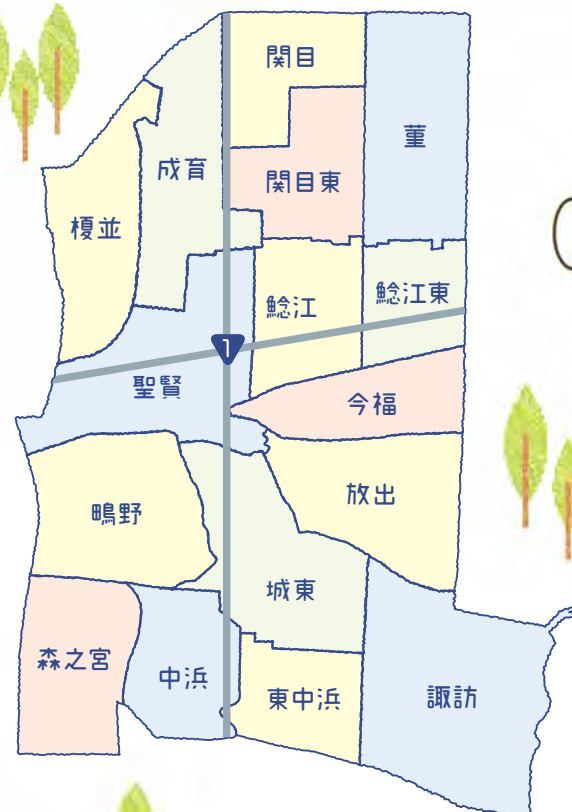 関目
菫
成育
関目東
榎並
鯰江
鯰江東
1
聖賢
今福
放出
鴫野
城東
森之宮
中浜
東中浜
諏訪